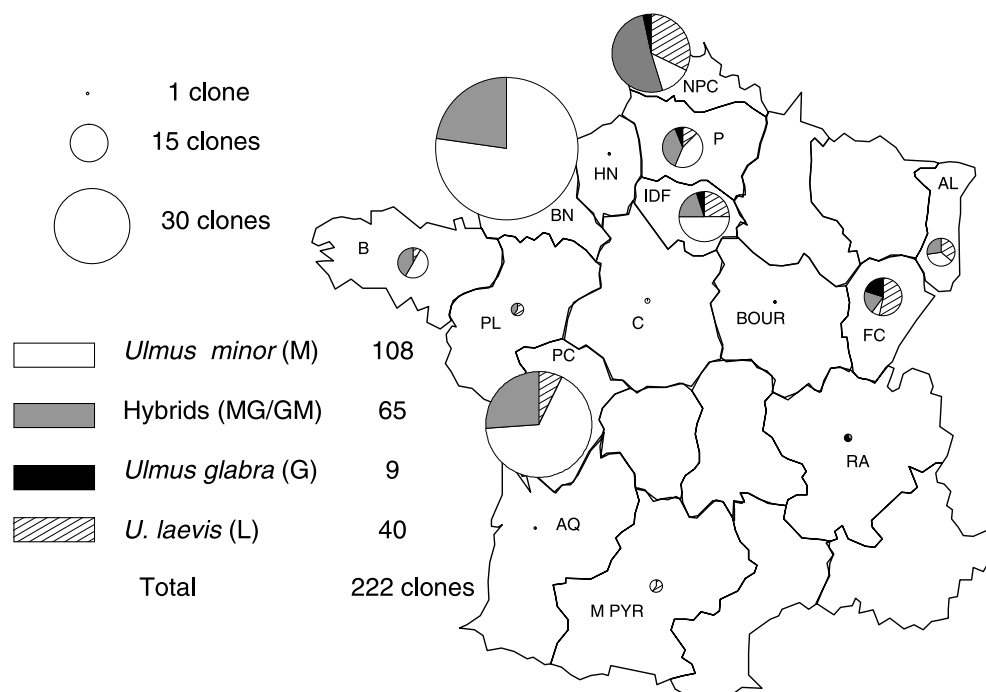 1 clone
15 clones
30 clones
Ulmus minor (M) 108
Hybrids (MG/GM) 65
Ulmus glabra (G) 9
U. laevis (L) 40
Total 222 clones
NPC
P
HN
IDF
AL
BN
B
PL
C
BOUR
FC
PC
RA
AQ
M PYR